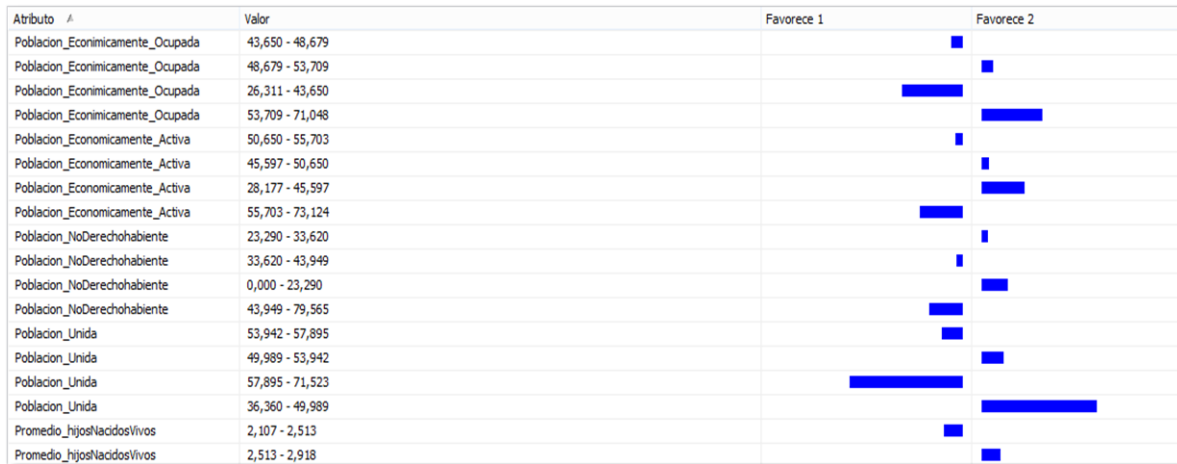 Atributo Valor Favorece 1 Favorece 2
Poblacion_Econimicamente_Ocupada 43,650 - 48,679
Poblacion_Econimicamente_Ocupada 48,679 - 53,709
Poblacion_Econimicamente_Ocupada 26,311 - 43,650
Poblacion_Econimicamente_Ocupada 53,709 - 71,048
Poblacion_Economicamente_Activa 50,650 - 55,703
Poblacion_Economicamente_Activa 45,597 - 50,650
Poblacion_Economicamente_Activa 28,177 - 45,597
Poblacion_Economicamente_Activa 55,703 - 73,124
Poblacion_NoDerechohabiente 23,290 - 33,620
Poblacion_NoDerechohabiente 33,620 - 43,949
Poblacion_NoDerechohabiente 0,000 - 23,290
Poblacion_NoDerechohabiente 43,949 - 79,565
Poblacion_Unida 53,942 - 57,895
Poblacion_Unida 49,989 - 53,942
Poblacion_Unida 57,895 - 71,523
Poblacion_Unida 36,360 - 49,989
Promedio_hijosNacidosVivos 2,107 - 2,513
Promedio_hijosNacidosVivos 2,513 - 2,918